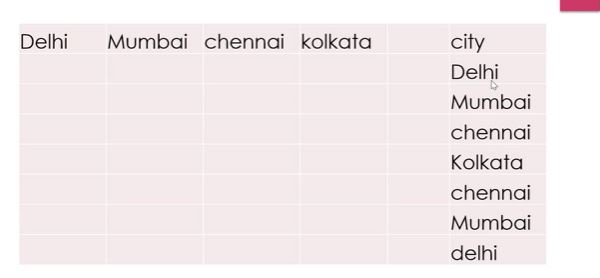 Delhi Mumbai chennai kolkata city
Delhi
Mumbai
chennai
Kolkata
chennai
Mumbai
delhi